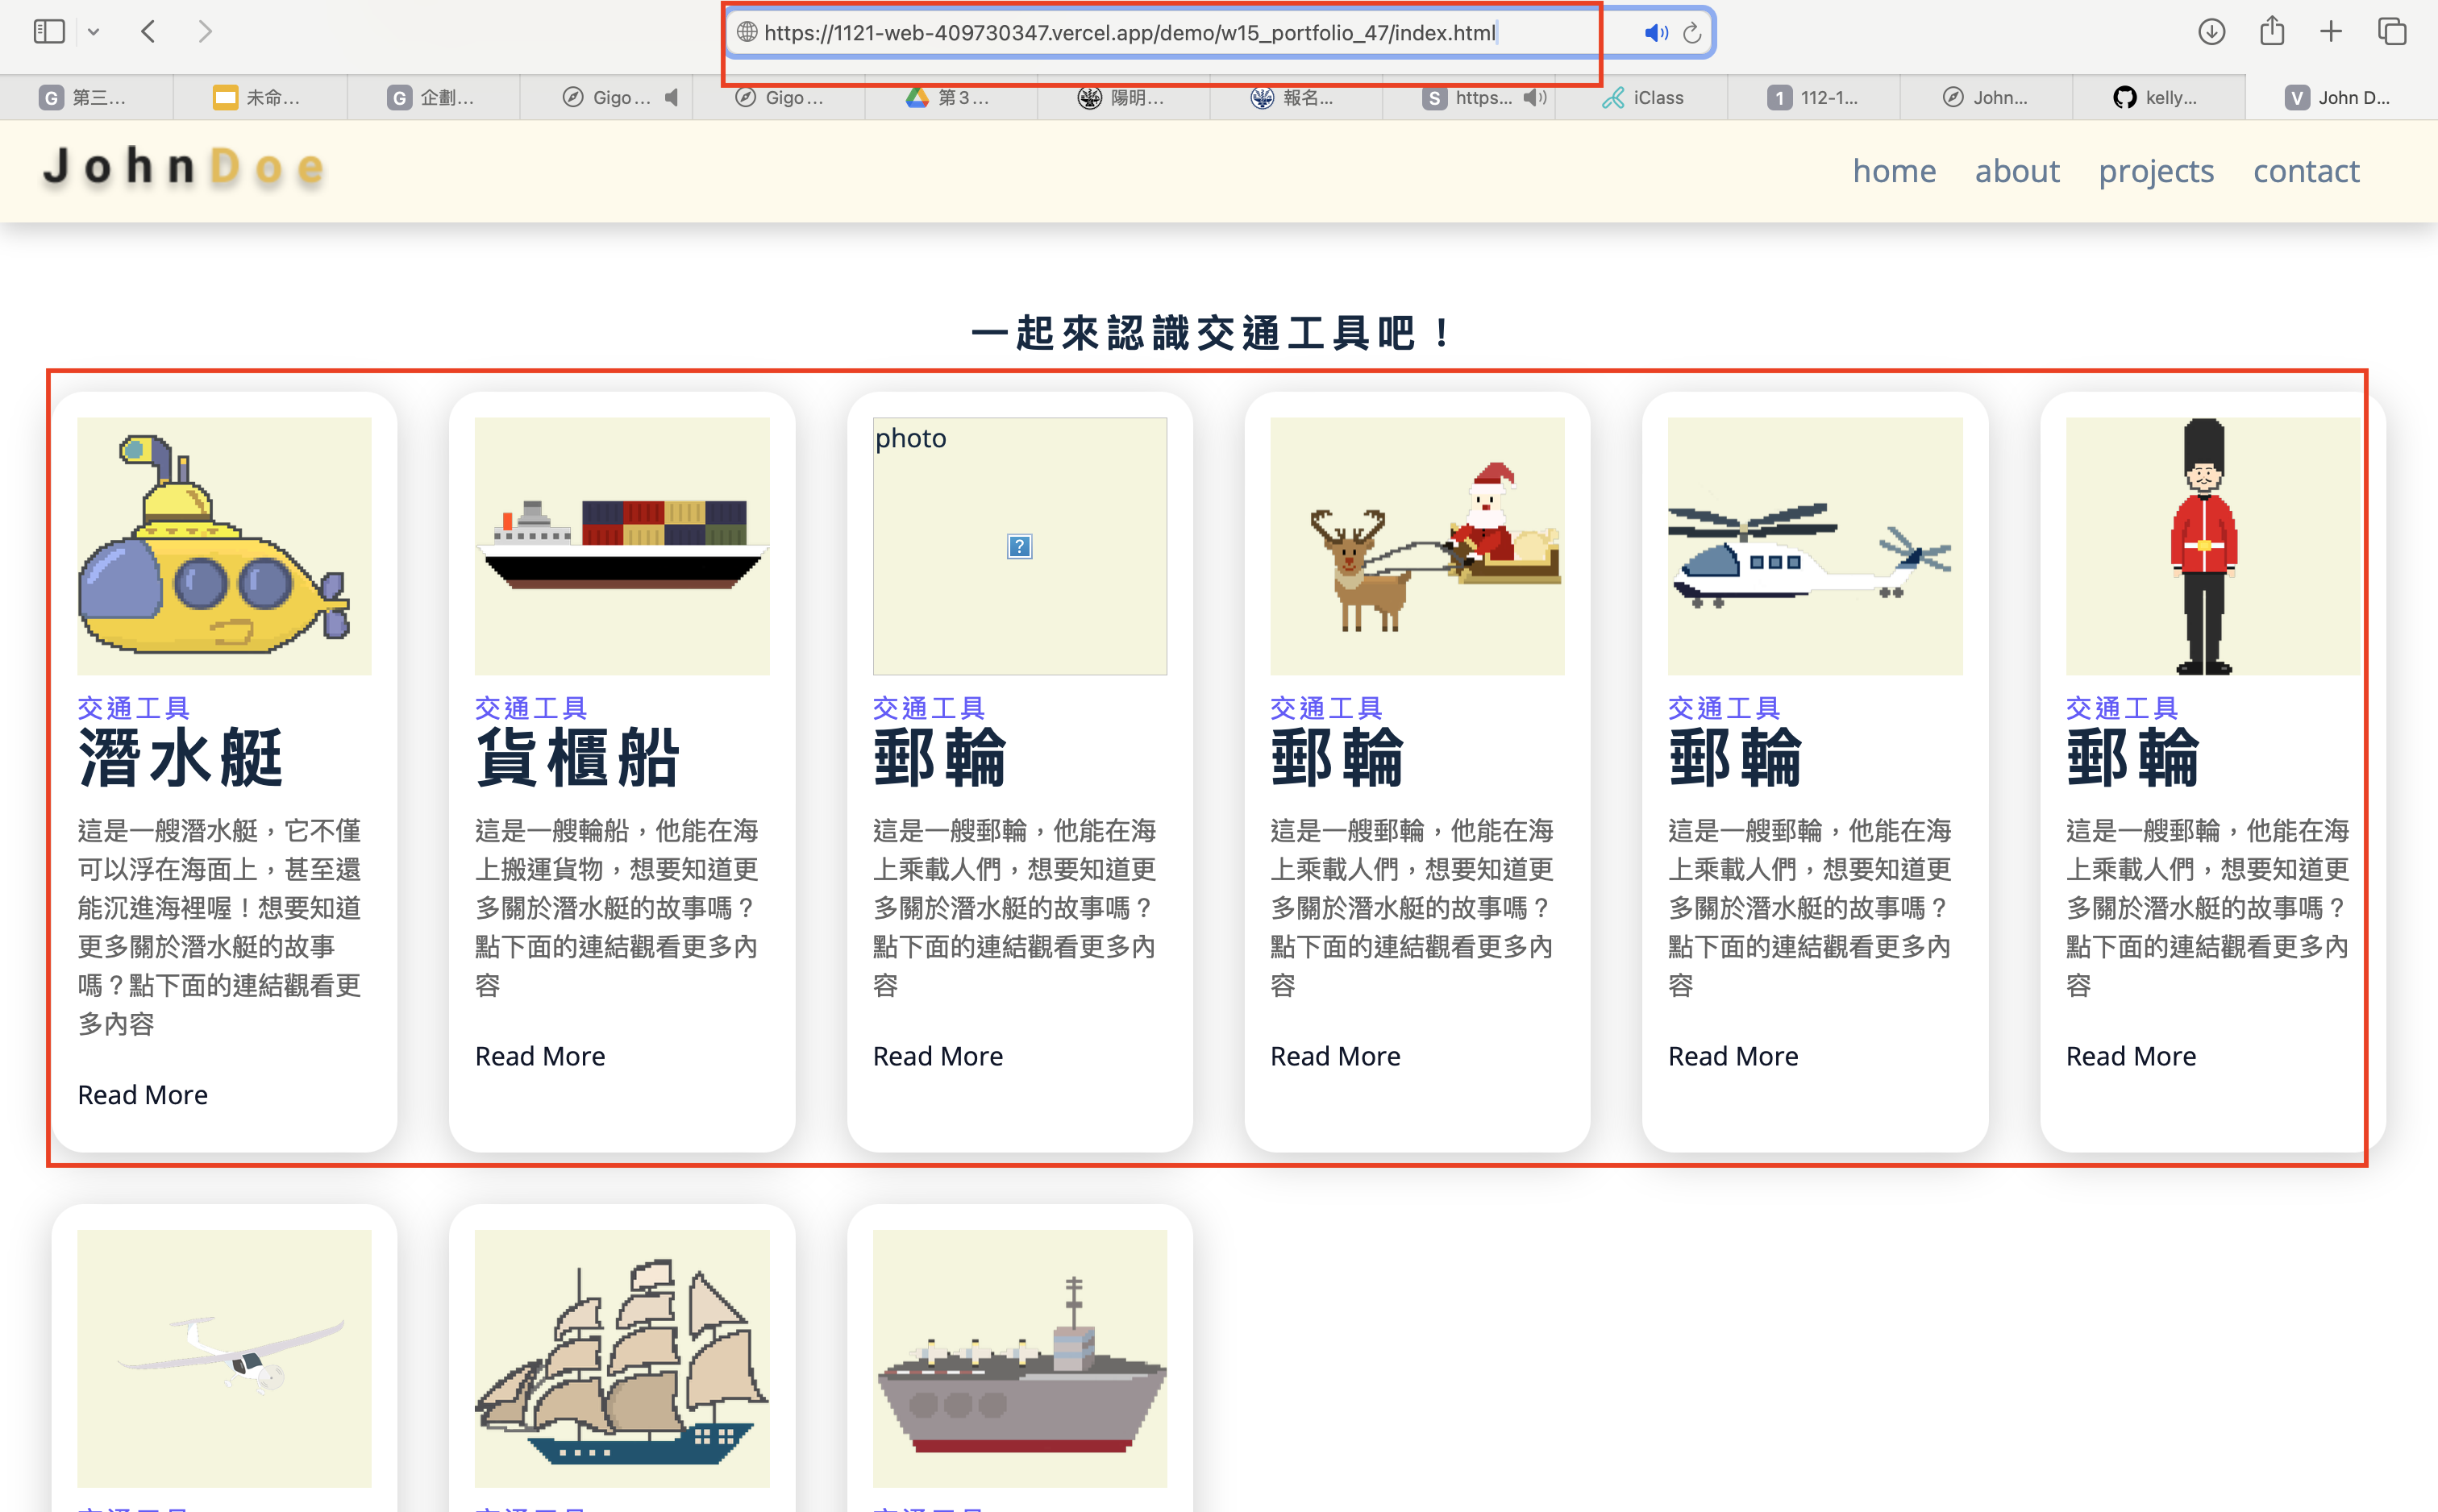 https://1121-web-409730347.vercel.app/demo/w15_portfolio_47/index.html
G 第三...
未命...
G 企劃...
Gigo...
Gigo...
第3...
陽明...
報名...
S https...
iClass
1 112-1...
John...
kelly...
V John D...
JohnDoe
home about projects contact
一起來認識交通工具吧！
交通工具
潛水艇
這是一艘潛水艇，它不僅
可以浮在海面上，甚至還
能沉進海裡喔！想要知道
更多關於潛水艇的故事
嗎？點下面的連結觀看更
多內容
Read More
交通工具
貨櫃船
這是一艘輪船，他能在海
上搬運貨物，想要知道更
多關於潛水艇的故事嗎？
點下面的連結觀看更多內
容
Read More
photo
?
交通工具
郵輪
這是一艘郵輪，他能在海
上乘載人們，想要知道更
多關於潛水艇的故事嗎？
點下面的連結觀看更多內
容
Read More
交通工具
郵輪
這是一艘郵輪，他能在海
上乘載人們，想要知道更
多關於潛水艇的故事嗎？
點下面的連結觀看更多內
容
Read More
交通工具
郵輪
這是一艘郵輪，他能在海
上乘載人們，想要知道更
多關於潛水艇的故事嗎？
點下面的連結觀看更多內
容
Read More
交通工具
郵輪
這是一艘郵輪，他能在海
上乘載人們，想要知道更
多關於潛水艇的故事嗎？
點下面的連結觀看更多內
容
Read More